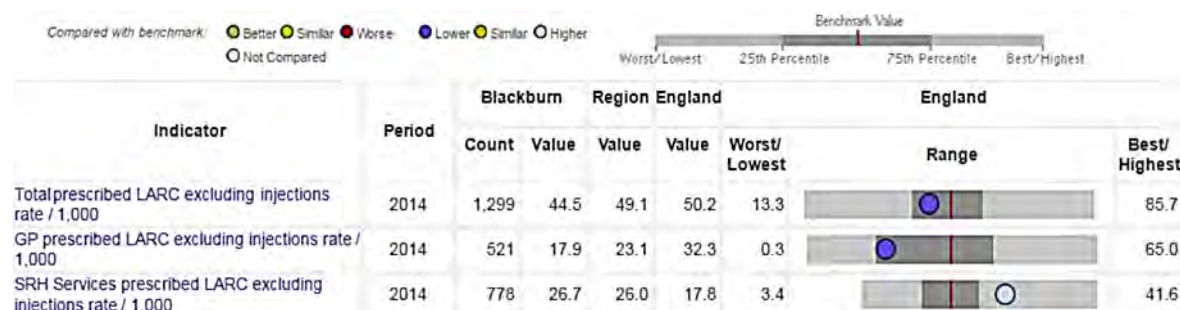 Compared with benchmark: Better Similar Worse Lower Similar Higher
Not Compared
Benchmark Value
Worst/Lowest 25th Percentile 75th Percentile Best/Highest
Indicator Period Blackburn Region England England
Count Value Value Value Worst/Lowest Range Best/Highest
Total prescribed LARC excluding injections
rate / 1,000 2014 1,299 44.5 49.1 50.2 13.3 85.7
GP prescribed LARC excluding injections rate /
1,000 2014 521 17.9 23.1 32.3 0.3 65.0
SRH Services prescribed LARC excluding
injections rate / 1,000 2014 778 26.7 26.0 17.8 3.4 41.6